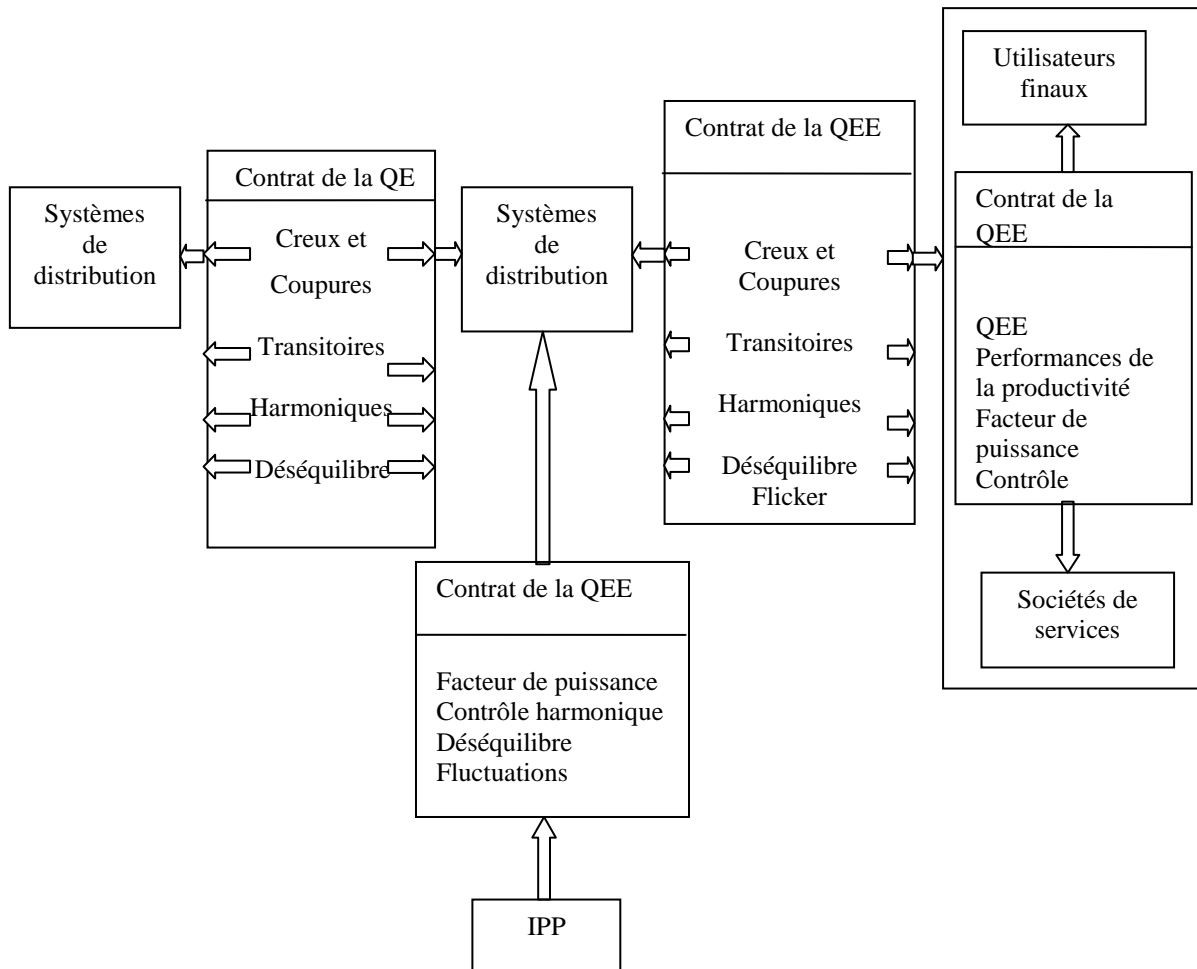 Systèmes
de
distribution
Contrat de la QE
Creux et
Coupures
Transitoires
Harmoniques
Déséquilibre
Systèmes
de
distribution
Contrat de la QEE
Creux et
Coupures
Transitoires
Harmoniques
Déséquilibre
Flicker
Utilisateurs
finaux
Contrat de la
QEE
QEE
Performances de
la productivité
Facteur de
puissance
Contrôle
Sociétés de
services
Contrat de la QEE
Facteur de puissance
Contrôle harmonique
Déséquilibre
Fluctuations
IPP